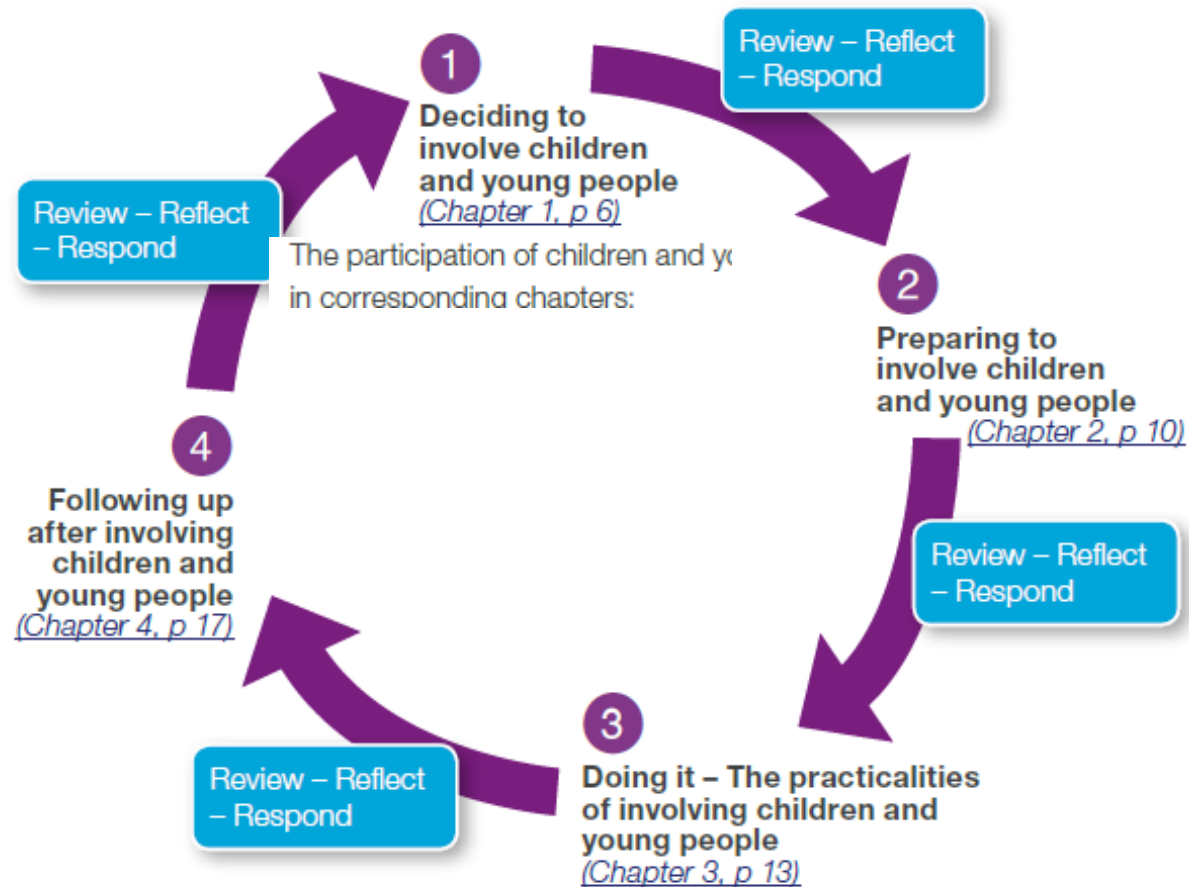 1
Deciding to
involve children
and young people
(Chapter 1, p 6)
Review – Reflect
– Respond
2
Preparing to
involve children
and young people
(Chapter 2, p 10)
Review – Reflect
– Respond
3
Doing it – The practicalities
of involving children and
young people
(Chapter 3, p 13)
Review – Reflect
– Respond
4
Following up
after involving
children and
young people
(Chapter 4, p 17)
Review – Reflect
– Respond
The participation of children and
in corresponding chapters: